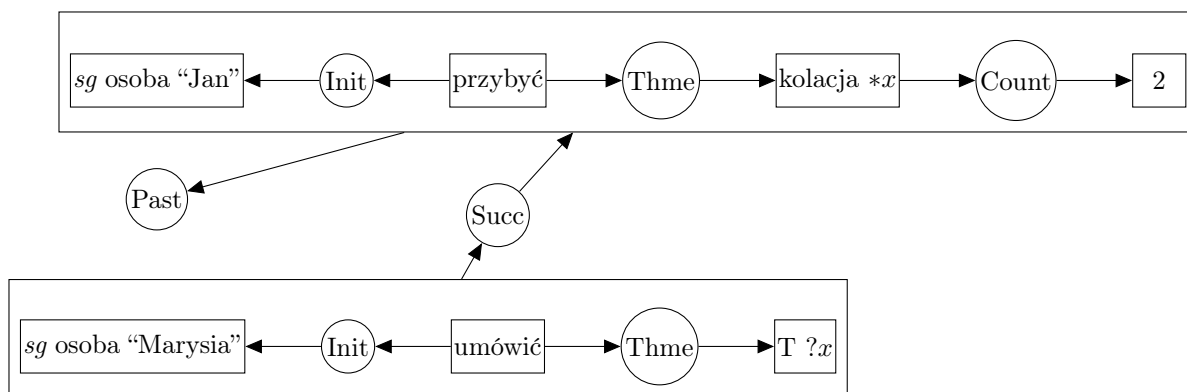 sg osoba “Jan” Init przybyć Thme kolacja ∗x Count 2
Past
Succ
sg osoba “Marysia” Init umówić Thme T ?x